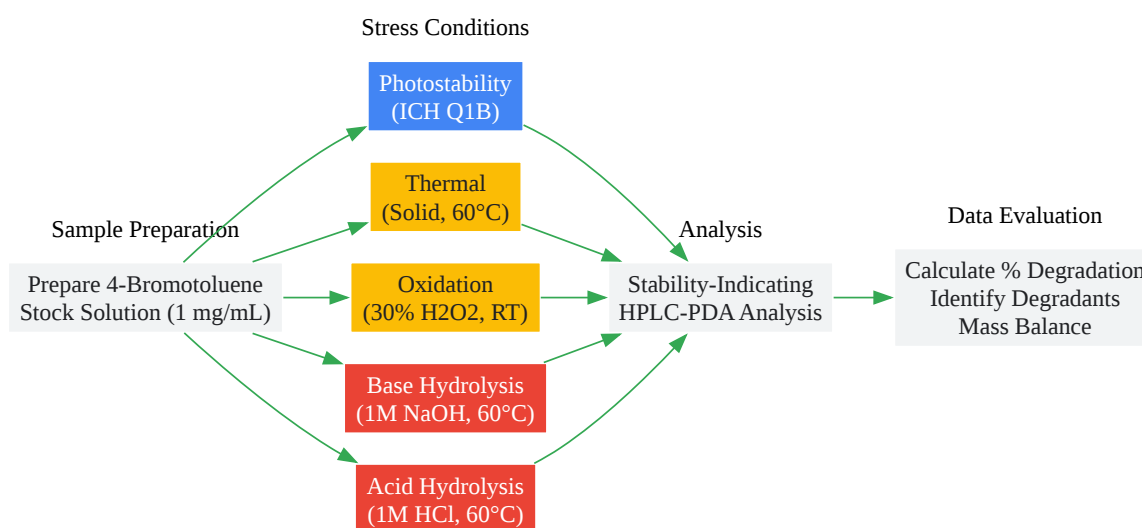 Stress Conditions
Photostability
(ICH Q1B)
Thermal
(Solid, 60°C)
Sample Preparation
Analysis
Data Evaluation
Prepare 4-Bromotoluene
Stock Solution (1 mg/mL)
Oxidation
(30% H2O2, RT)
Stability-Indicating
HPLC-PDA Analysis
Calculate % Degradation
Identify Degradants
Mass Balance
Base Hydrolysis
(1M NaOH, 60°C)
Acid Hydrolysis
(1M HCl, 60°C)